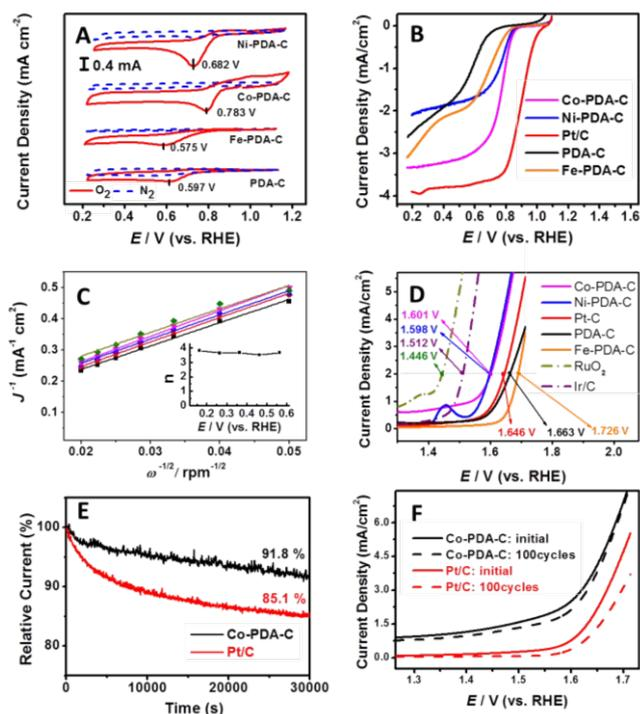 A
Ni-PDA-C
0.4 mA
0.682 V
Co-PDA-C
0.783 V
Fe-PDA-C
0.575 V
0.597 V
PDA-C
O₂ N₂
0.2 0.4 0.6 0.8 1.0 1.2
E / V (vs. RHE)
Current Density (mA cm⁻²)
B
0
-1
-2
-3
-4
Co-PDA-C
Ni-PDA-C
Pt/C
PDA-C
Fe-PDA-C
0.2 0.4 0.6 0.8 1.0 1.2 1.4 1.6
E / V (vs. RHE)
Current Density (mA/cm²)
C
0.5
0.4
0.3
0.2
0.1
J⁻¹ (mA⁻¹ cm²)
n
4
2
0
0.1 0.2 0.3 0.4 0.5 0.6
E / V (vs. RHE)
0.02 0.03 0.04 0.05
ω⁻¹/²/ rpm⁻¹/²
D
5
4
3
2
1
0
Current Density (mA/cm²)
1.601 V
1.598 V
1.512 V
1.446 V
Co-PDA-C
Ni-PDA-C
Pt-C
PDA-C
Fe-PDA-C
RuO₂
Ir/C
1.646 V
1.663 V
1.726 V
1.4 1.5 1.6 1.7 1.8 1.9 2.0
E / V (vs. RHE)
E
100
95
90
85
80
Relative Current (%)
91.8 %
85.1 %
Co-PDA-C
Pt/C
0 10000 20000 30000
Time (s)
F
6.0
4.5
3.0
1.5
0.0
Current Density (mA/cm²)
Co-PDA-C: initial
Co-PDA-C: 100cycles
Pt/C: initial
Pt/C: 100cycles
1.3 1.4 1.5 1.6 1.7
E / V (vs. RHE)